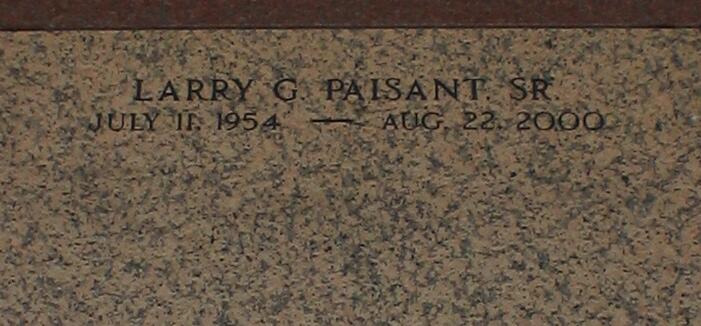 LARRY G. PAISANT, SR.
JULY 11, 1954 — AUG. 22, 2000